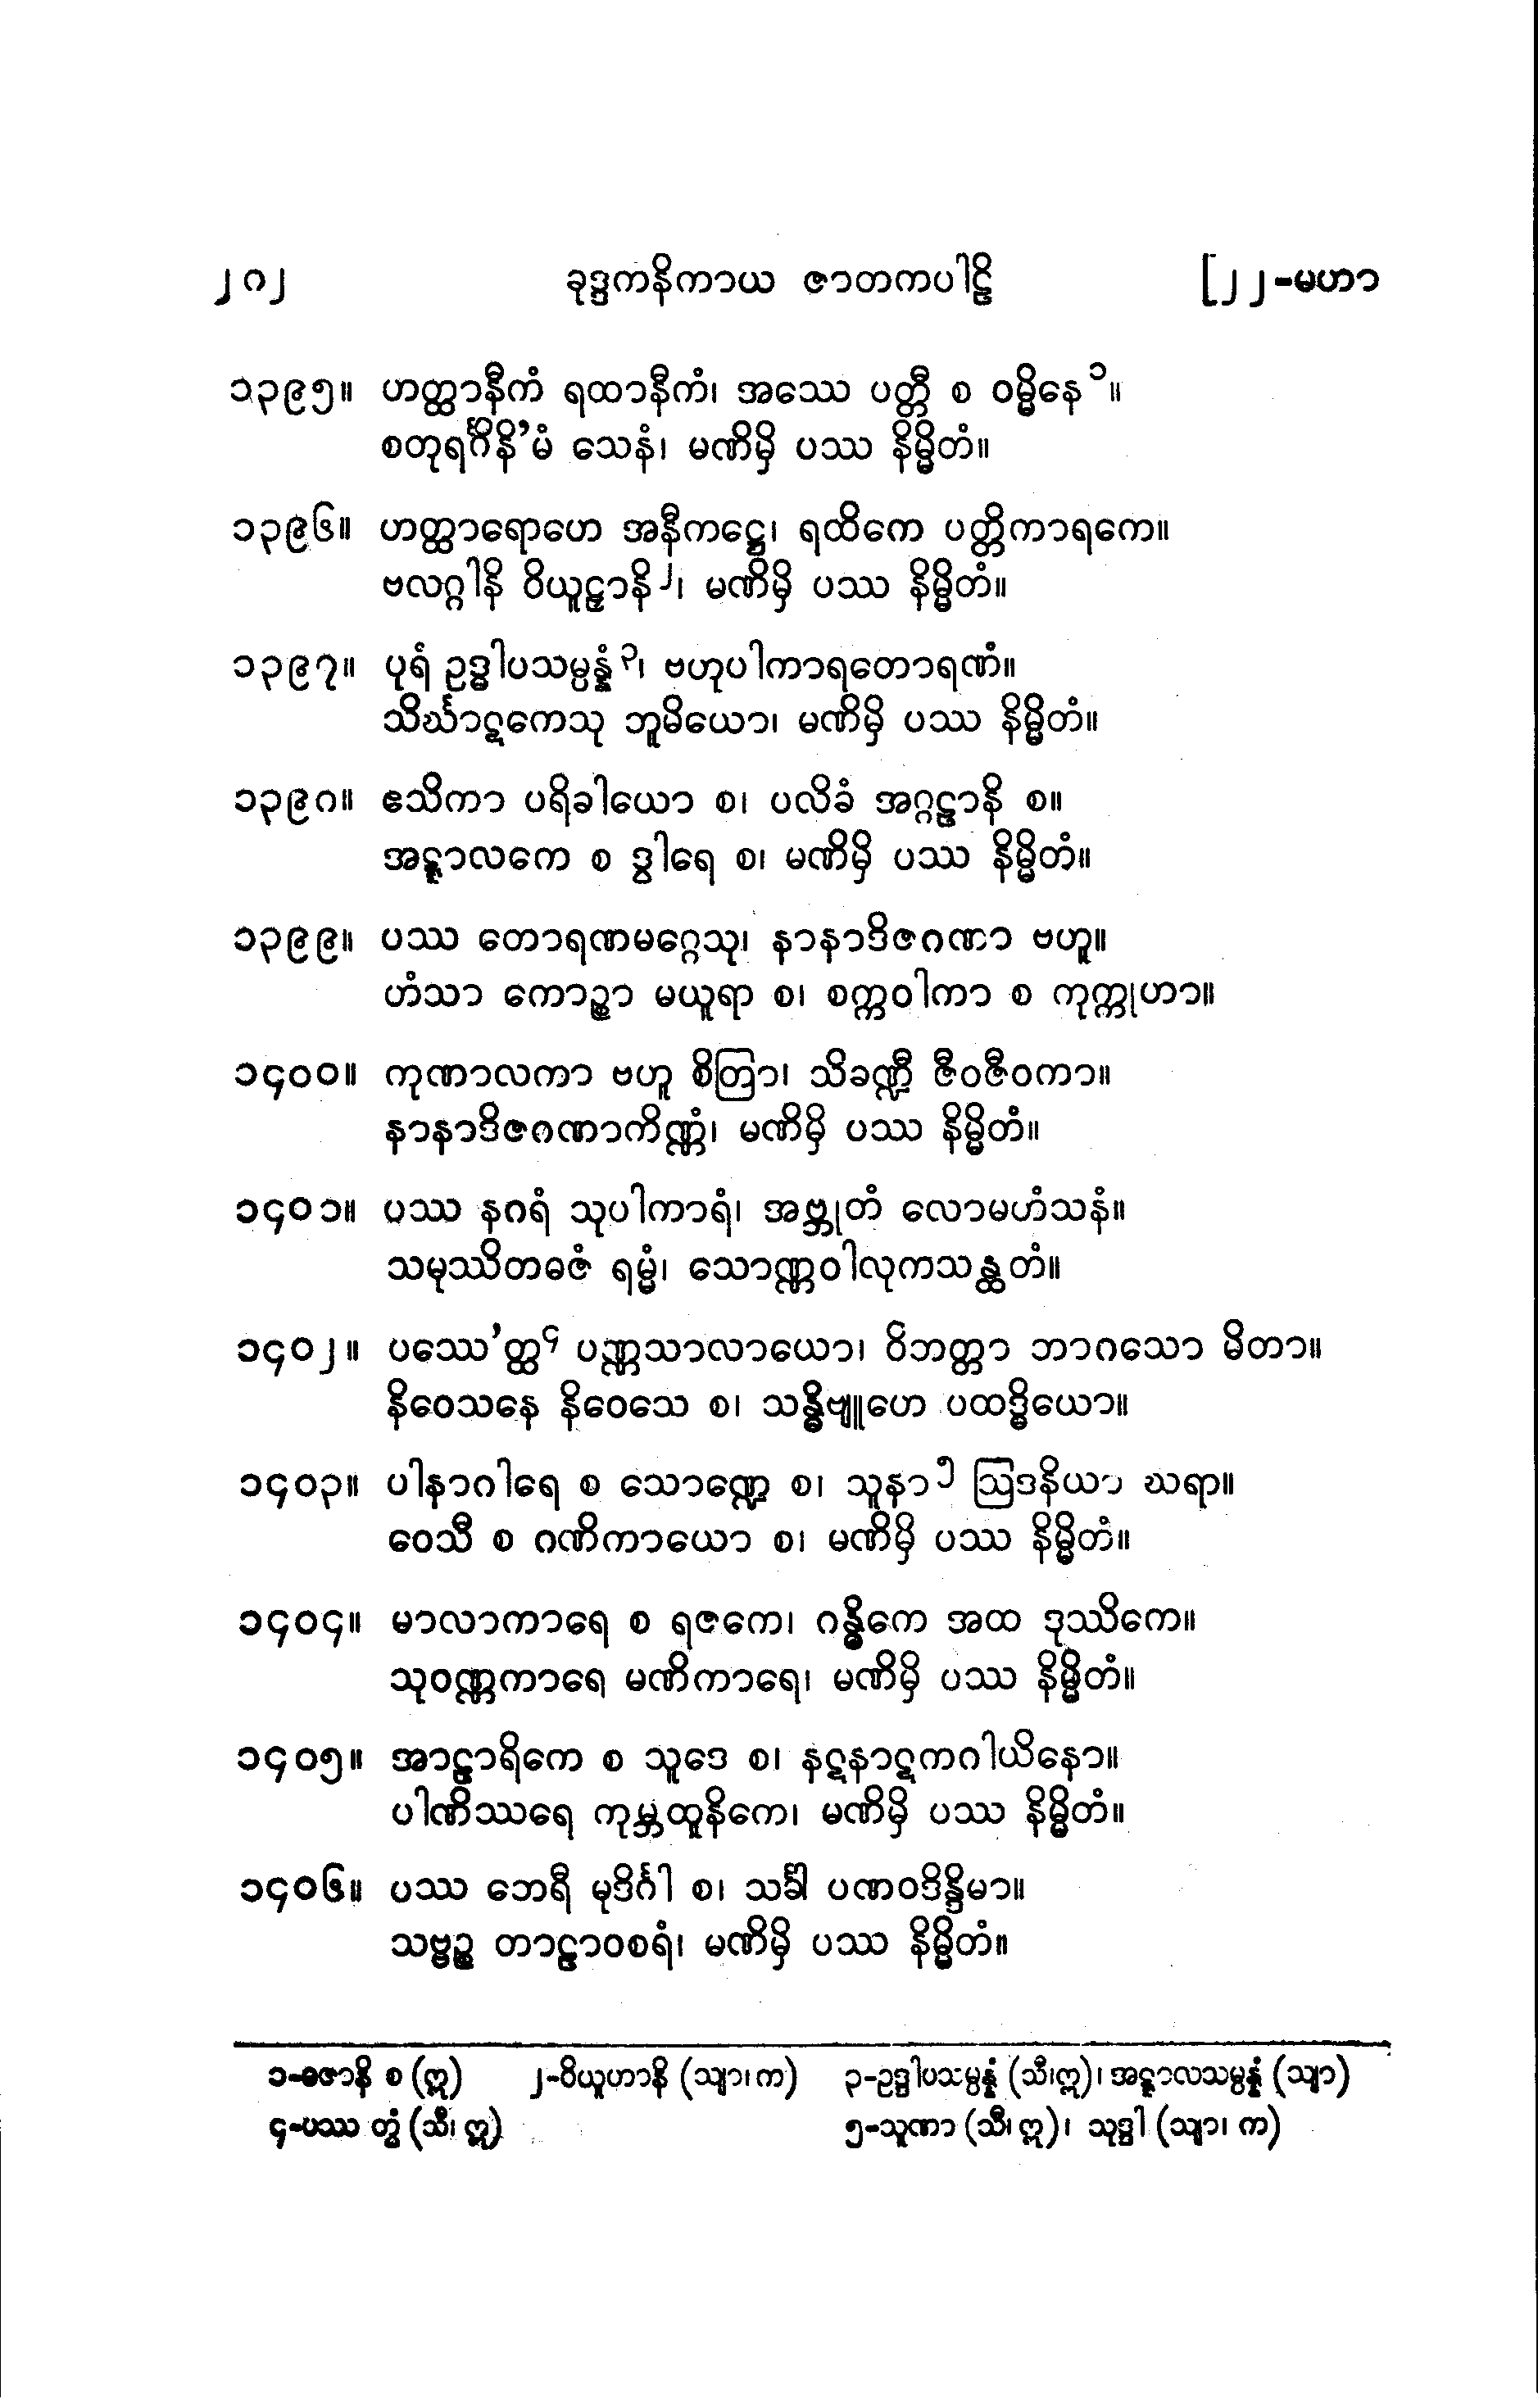 ၂၈၂ ခုဒ္ဒကနိကာယ ဇာတကပါဠိ [၂၂-မဟာ
၁၃၉၅။ ဟတ္ထာနီကံ ရထာနီကံ၊ အဿေ ပတ္တီ စ ဝမ္မိနေ၁။
စတုရင်္ဂိနိ’မံ သေနံ၊ မဏိမှိ ပဿ နိမ္မိတံ။
၁၃၉၆။ ဟတ္ထာရောဟေ အနီကဋ္ဌေ၊ ရထိကေ ပတ္တိကာရကေ။
ဗလဂ္ဂါနိ ဝိယူဠှာနိ၂၊ မဏိမှိ ပဿ နိမ္မိတံ။
၁၃၉၇။ ပုရံ ဥဒ္ဓါပသမ္ပန္နံ၃၊ ဗဟုပါကာရတောရဏံ။
သိင်္ဃာဋကေသု ဘူမိယော၊ မဏိမှိ ပဿ နိမ္မိတံ။
၁၃၉၈။ ဧသိကာ ပရိခါယော စ၊ ပလိခံ အဂ္ဂဠာနိ စ။
အဋ္ဋာလကေ စ ဒွါရေ စ၊ မဏိမှိ ပဿ နိမ္မိတံ။
၁၃၉၉။ ပဿ တောရဏမဂ္ဂေသု၊ နာနာဒိဇဂဏာ ဗဟူ။
ဟံသာ ကောဉ္စာ မယူရာ စ၊ စက္ကဝါကာ စ ကုက္ကုဟာ။
၁၄၀၀။ ကုဏာလကာ ဗဟူ စိတြာ၊ သိခဏ္ဍီ ဇီဝဇီဝကာ။
နာနာဒိဇဂဏာကိဏ္ဏံ၊ မဏိမှိ ပဿ နိမ္မိတံ။
၁၄၀၁။ ပဿ နဂရံ သုပါကာရံ၊ အဗ္ဘုတံ လောမဟံသနံ။
သမုဿိတဓဇံ ရမ္မံ၊ သောဏ္ဏဝါလုကသန္ထတံ။
၁၄၀၂။ ပဿေ’တ္ထ၄ ပဏ္ဏသာလာယော၊ ဝိဘတ္တာ ဘာဂသော မိတာ။
နိဝေသနေ နိဝေသေ စ၊ သန္ဓိဗျူဟေ ပထဒ္ဓိယော။
၁၄၀၃။ ပါနာဂါရေ စ သောဏ္ဍေ စ၊ သူနာ၅ ဩဒနိယာ ဃရာ။
ဝေသီ စ ဂဏိကာယော စ၊ မဏိမှိ ပဿ နိမ္မိတံ။
၁၄၀၄။ မာလာကာရေ စ ရဇကေ၊ ဂန္ဓိကေ အထ ဒုဿိကေ။
သုဝဏ္ဏကာရေ မဏိကာရေ၊ မဏိမှိ ပဿ နိမ္မိတံ။
၁၄၀၅။ အာဠာရိကေ စ သူဒေ စ၊ နဋနာဋကဂါယိနော။
ပါဏိဿရေ ကုမ္ဘထူနိကေ၊ မဏိမှိ ပဿ နိမ္မိတံ။
၁၄၀၆။ ပဿ ဘေရီ မုဒိင်္ဂါ စ၊ သင်္ခါ ပဏဝဒိန္ဒိမာ။
သဗ္ဗဉ္စ တာဠာဝစရံ၊ မဏိမှိ ပဿ နိမ္မိတံ။
၁-ဓဇာနိ စ (ဣ) ၂-ဝိယူဟာနိ (သျာ၊ က) ၃-ဥဒ္ဒါပသမ္ပန္နံ (သီ၊ ဣ)၊ အဋ္ဋာလသမ္ပန္နံ (သျာ)
၄-ပဿ တွံ (သီ၊ ဣ) ၅-သူဏာ (သီ၊ ဣ)၊ သုဒ္ဒါ (သျာ၊ က)